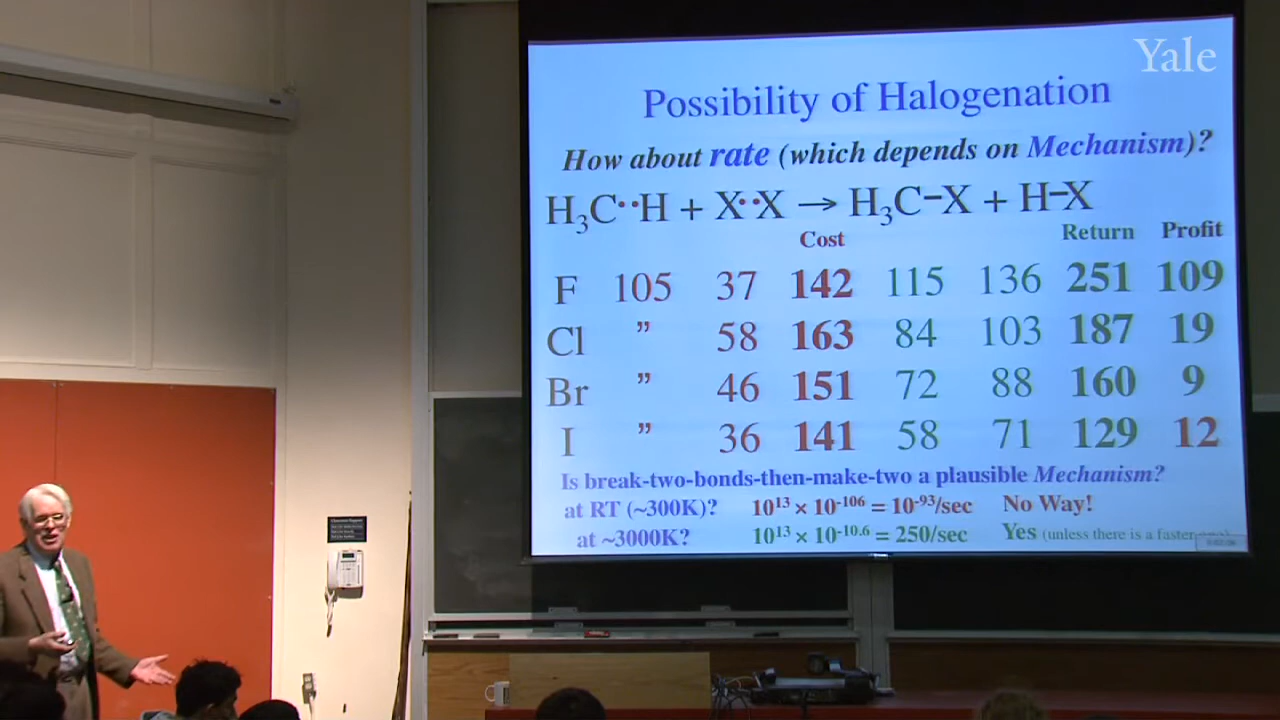 Yale
Possibility of Halogenation
How about rate (which depends on Mechanism)?
H₃C··H + X··X → H₃C–X + H–X
Cost Return Profit
F 105 37 142 115 136 251 109
Cl ” 58 163 84 103 187 19
Br ” 46 151 72 88 160 9
I ” 36 141 58 71 129 12
Is break-two-bonds-then-make-two a plausible Mechanism?
at RT (~300K)? 10¹³ × 10⁻¹⁰⁶ = 10⁻⁹³/sec No Way!
at ~3000K? 10¹³ × 10⁻¹⁰·⁶ = 250/sec Yes (unless there is a faster